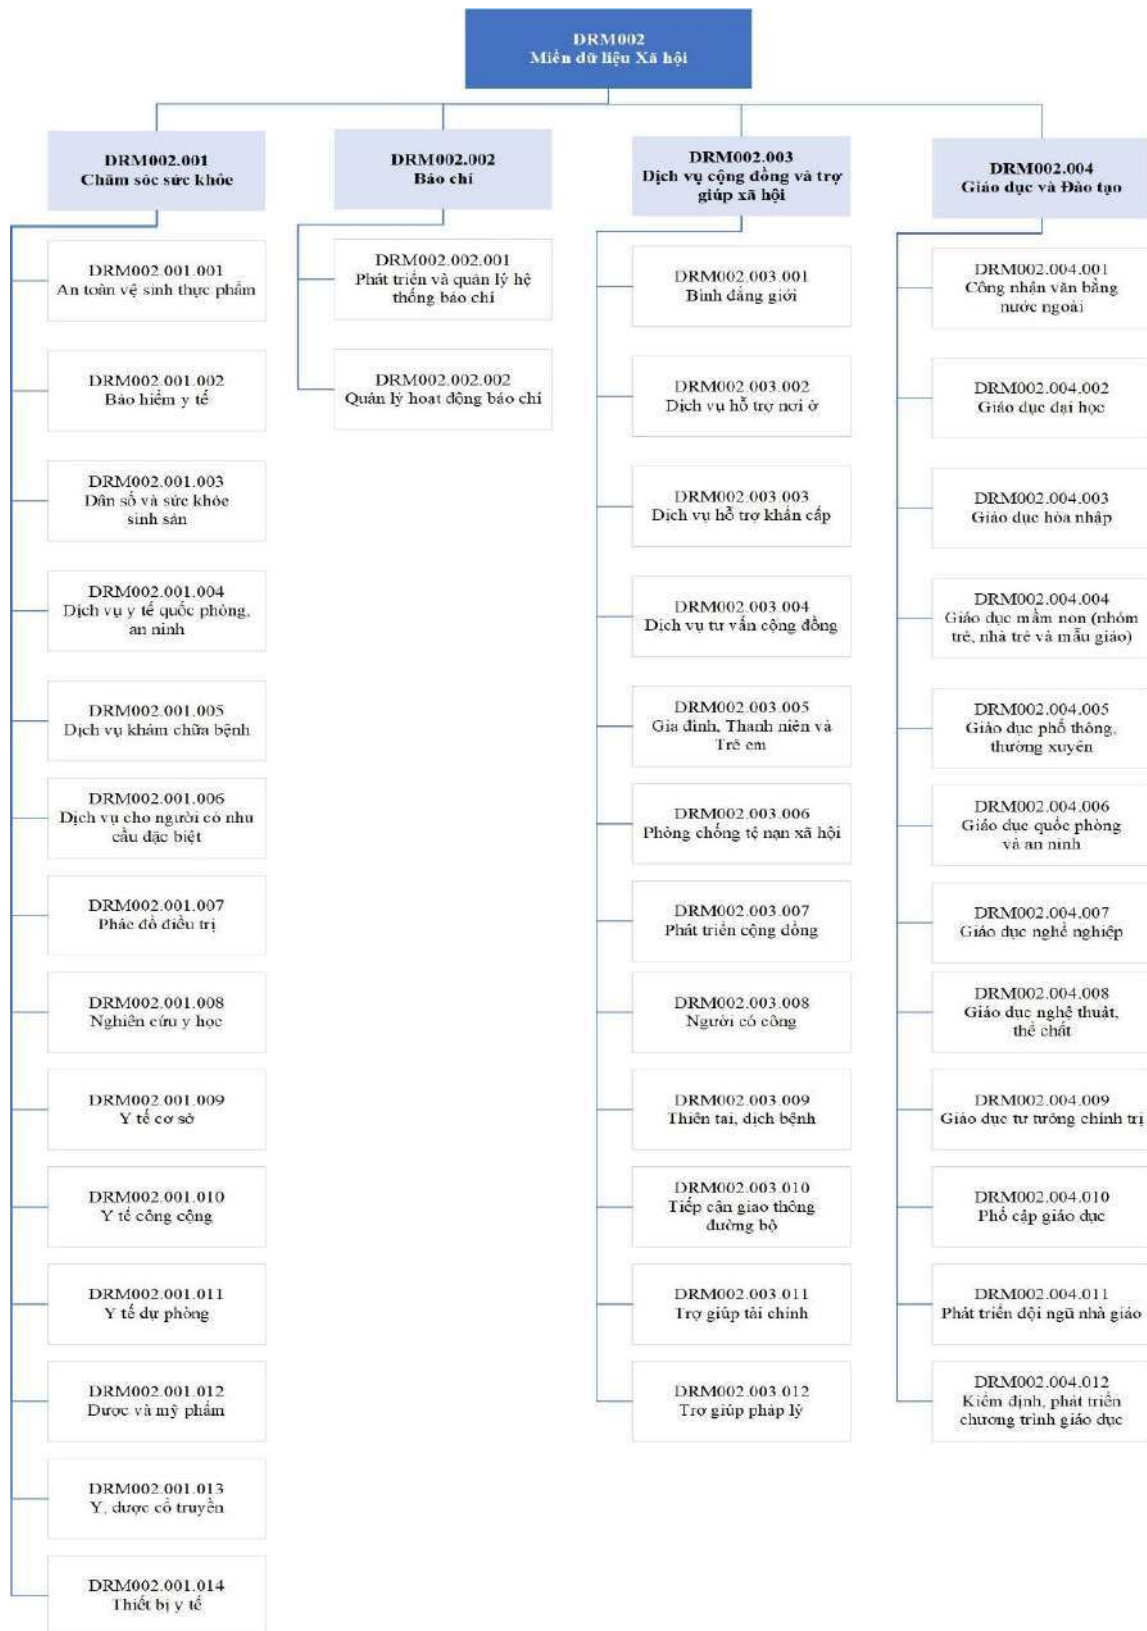 DRM002
Miền dữ liệu Xã hội
DRM002.001
Chăm sóc sức khỏe
DRM002.001.001
An toàn vệ sinh thực phẩm
DRM002.001.002
Bảo hiểm y tế
DRM002.001.003
Dân số và sức khỏe
sinh sản
DRM002.001.004
Dịch vụ y tế quốc phòng,
an ninh
DRM002.001.005
Dịch vụ khám chữa bệnh
DRM002.001.006
Dịch vụ cho người có nhu
cầu đặc biệt
DRM002.001.007
Phác đồ điều trị
DRM002.001.008
Nghiên cứu y học
DRM002.001.009
Y tế cơ sở
DRM002.001.010
Y tế công cộng
DRM002.001.011
Y tế dự phòng
DRM002.001.012
Dược và mỹ phẩm
DRM002.001.013
Y, dược cổ truyền
DRM002.001.014
Thiết bị y tế
DRM002.002
Báo chí
DRM002.002.001
Phát triển và quản lý hệ
thống báo chí
DRM002.002.002
Quản lý hoạt động báo chí
DRM002.003
Dịch vụ cộng đồng và trợ
giúp xã hội
DRM002.003.001
Bình đẳng giới
DRM002.003.002
Dịch vụ hỗ trợ nơi ở
DRM002.003.003
Dịch vụ hỗ trợ khẩn cấp
DRM002.003.004
Dịch vụ tư vấn cộng đồng
DRM002.003.005
Gia đình, Thanh niên và
Trẻ em
DRM002.003.006
Phòng chống tệ nạn xã hội
DRM002.003.007
Phát triển cộng đồng
DRM002.003.008
Người có công
DRM002.003.009
Thiên tai, dịch bệnh
DRM002.003.010
Tiếp cận giao thông
đường bộ
DRM002.003.011
Trợ giúp tài chính
DRM002.003.012
Trợ giúp pháp lý
DRM002.004
Giáo dục và Đào tạo
DRM002.004.001
Công nhận văn bằng
nước ngoài
DRM002.004.002
Giáo dục đại học
DRM002.004.003
Giáo dục hòa nhập
DRM002.004.004
Giáo dục mầm non (nhóm
trẻ, nhà trẻ và mẫu giáo)
DRM002.004.005
Giáo dục phổ thông,
thường xuyên
DRM002.004.006
Giáo dục quốc phòng
và an ninh
DRM002.004.007
Giáo dục nghề nghiệp
DRM002.004.008
Giáo dục nghệ thuật,
thể chất
DRM002.004.009
Giáo dục tư tưởng chính trị
DRM002.004.010
Phổ cập giáo dục
DRM002.004.011
Phát triển đội ngũ nhà giáo
DRM002.004.012
Kiểm định, phát triển
chương trình giáo dục